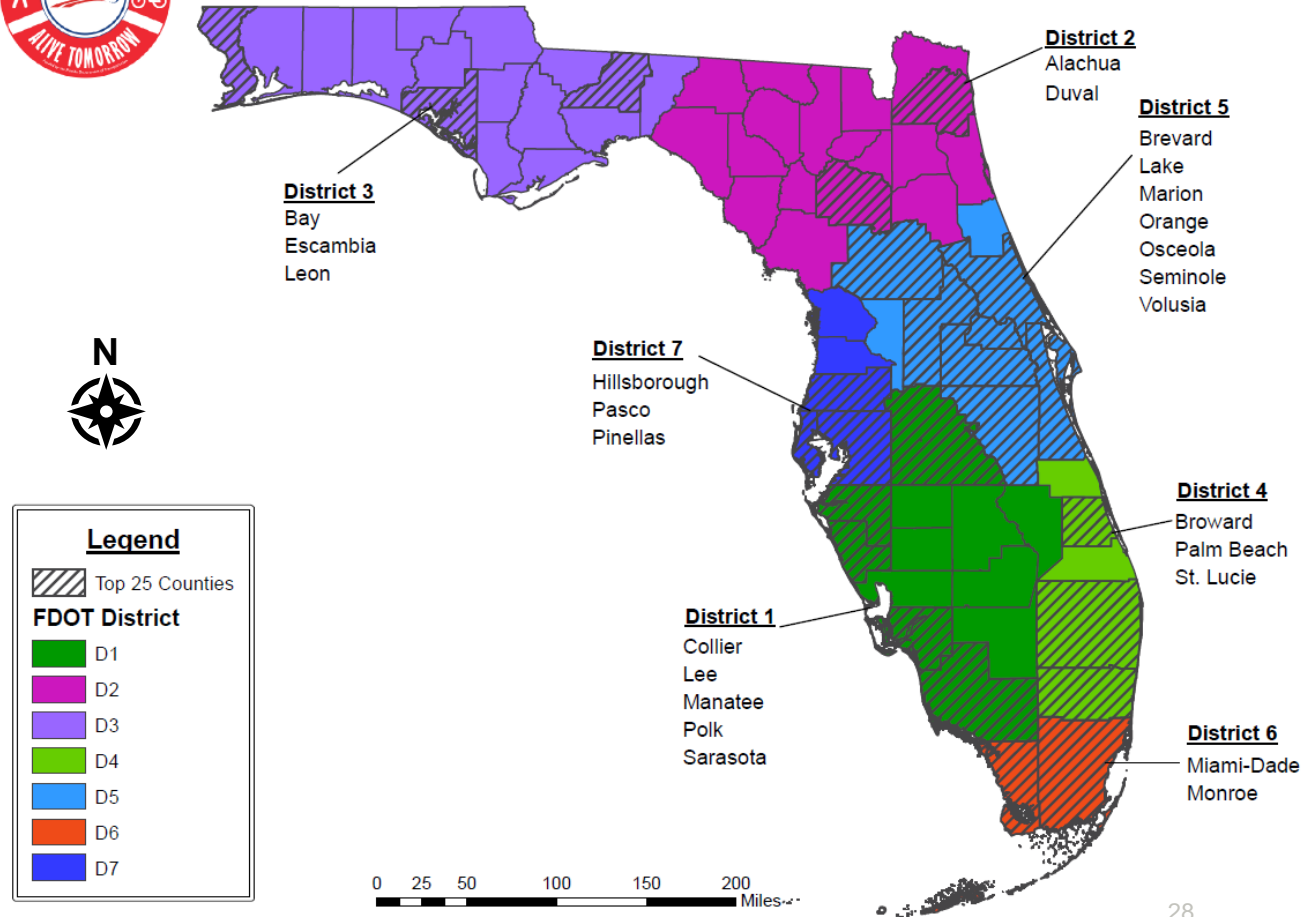 ALIVE TOMORROW
District 2
Alachua
Duval
District 5
Brevard
Lake
Marion
Orange
Osceola
Seminole
Volusia
District 3
Bay
Escambia
Leon
N
District 7
Hillsborough
Pasco
Pinellas
District 4
Broward
Palm Beach
St. Lucie
District 1
Collier
Lee
Manatee
Polk
Sarasota
District 6
Miami-Dade
Monroe
Legend
Top 25 Counties
FDOT District
D1
D2
D3
D4
D5
D6
D7
0 25 50 100 150 200
Miles
28